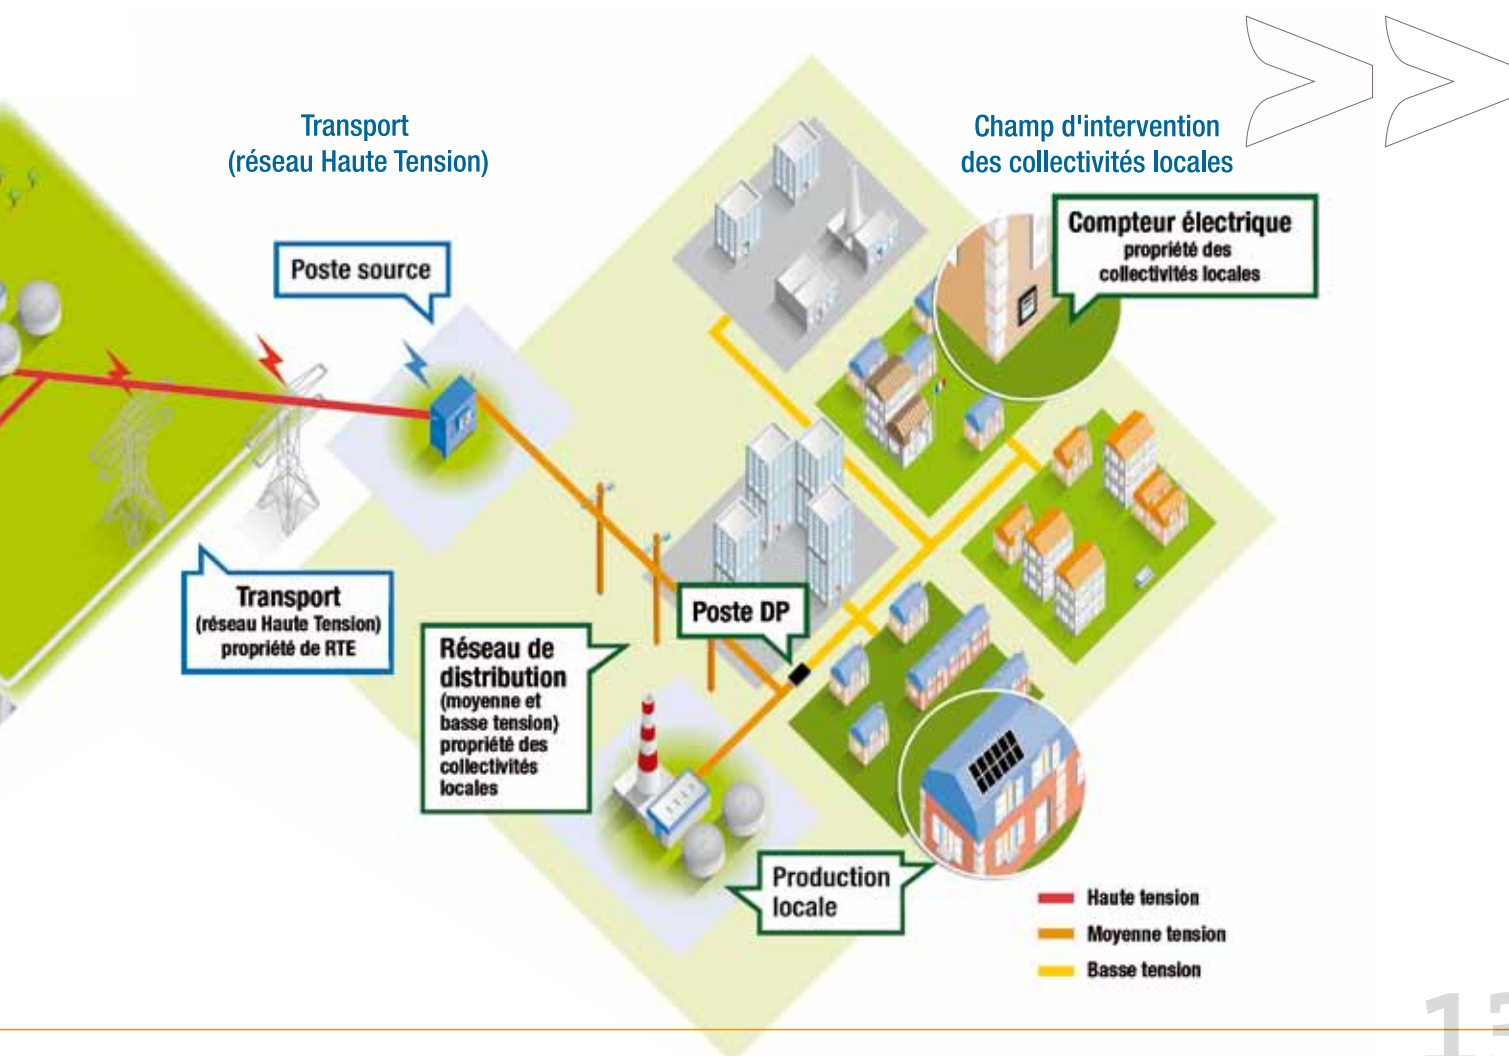 Transport
(réseau Haute Tension)
Champ d'intervention
des collectivités locales
Compteur électrique
propriété des
collectivités locales
Poste source
Transport
(réseau Haute Tension)
propriété de RTE
Réseau de
distribution
(moyenne et
basse tension)
propriété des
collectivités
locales
Poste DP
Production
locale
Haute tension
Moyenne tension
Basse tension
13